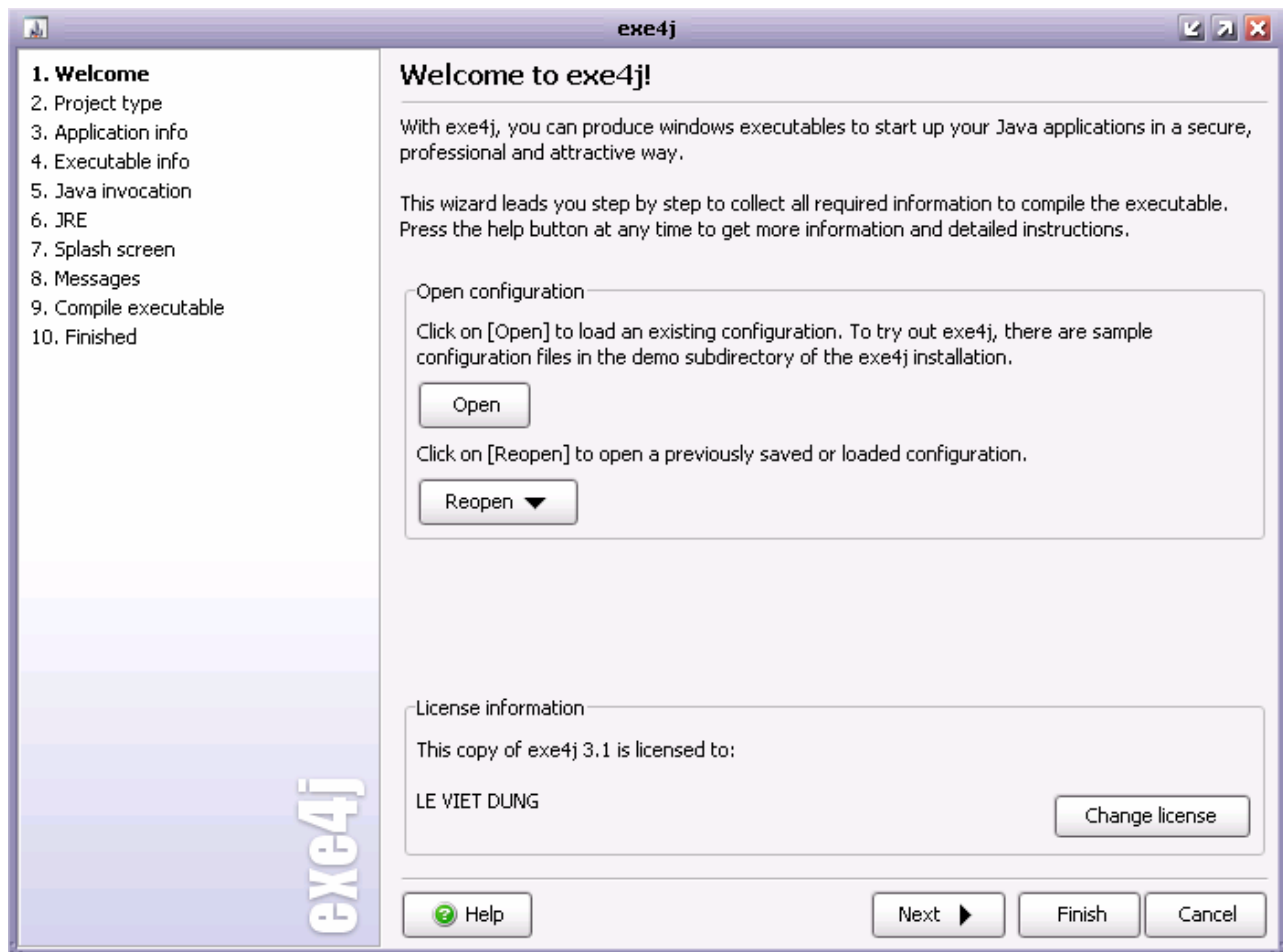 exe4j
1. Welcome
2. Project type
3. Application info
4. Executable info
5. Java invocation
6. JRE
7. Splash screen
8. Messages
9. Compile executable
10. Finished
exe4j
Welcome to exe4j!
With exe4j, you can produce windows executables to start up your Java applications in a secure,
professional and attractive way.
This wizard leads you step by step to collect all required information to compile the executable.
Press the help button at any time to get more information and detailed instructions.
Open configuration
Click on [Open] to load an existing configuration. To try out exe4j, there are sample
configuration files in the demo subdirectory of the exe4j installation.
Open
Click on [Reopen] to open a previously saved or loaded configuration.
Reopen
License information
This copy of exe4j 3.1 is licensed to:
LE VIET DUNG
Change license
Help
Next
Finish
Cancel